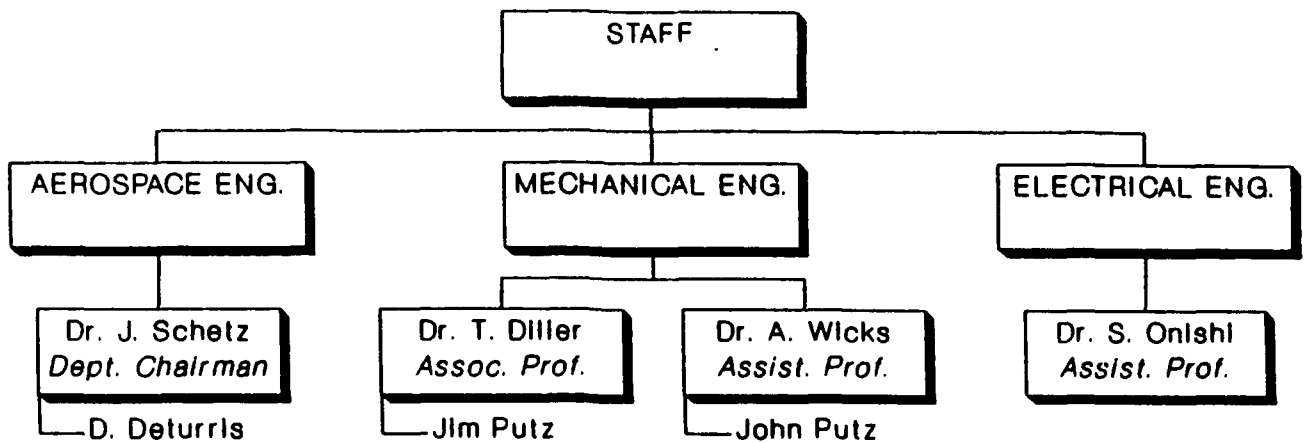 STAFF
AEROSPACE ENG.
MECHANICAL ENG.
ELECTRICAL ENG.
Dr. J. Schetz
Dept. Chairman
Dr. T. Diller
Assoc. Prof.
Dr. A. Wicks
Assist. Prof.
Dr. S. Onishi
Assist. Prof.
D. Deturris
Jim Putz
John Putz